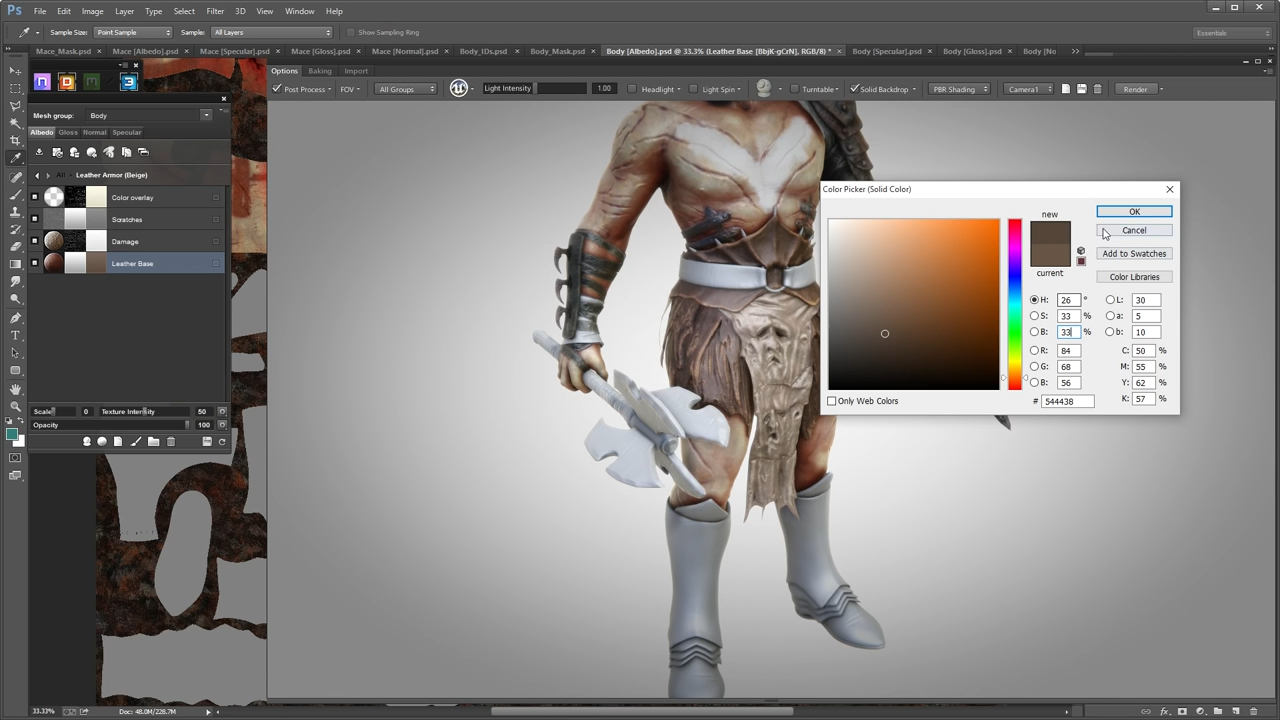 Ps File Edit Image Layer Type Select Filter 3D View Window Help
Sample Size: Point Sample Sample: All Layers Show Sampling Ring Essentials
Mace_Mask.psd × Mace [Albedo].psd × Mace [Specular].psd × Mace [Gloss].psd × Mace [Normal].psd × Body_IDs.psd × Body_Mask.psd × Body [Albedo].psd @ 33.3% (Leather Base [BbjK-gCrN], RGB/8) * × Body [Specular].psd × Body [Gloss].psd × Body [No
Options Baking Import
Post Process FOV All Groups Light Intensity 1.00 Headlight Light Spin Turntable Solid Backdrop PBR Shading Camera1 Render
Mesh group: Body
Albedo Gloss Normal Specular
All Leather Armor (Beige)
Color overlay
Scratches
Damage
Leather Base
Scale 0 Texture Intensity 50
Opacity 100
Color Picker (Solid Color)
new
current
OK
Cancel
Add to Swatches
Color Libraries
H: 26 ° L: 30
S: 33 % a: 5
B: 33 % b: 10
R: 84 C: 50 %
G: 68 M: 55 %
B: 56 Y: 62 %
K: 57 %
Only Web Colors # 544438
33.33% Doc: 48.0M/228.7M